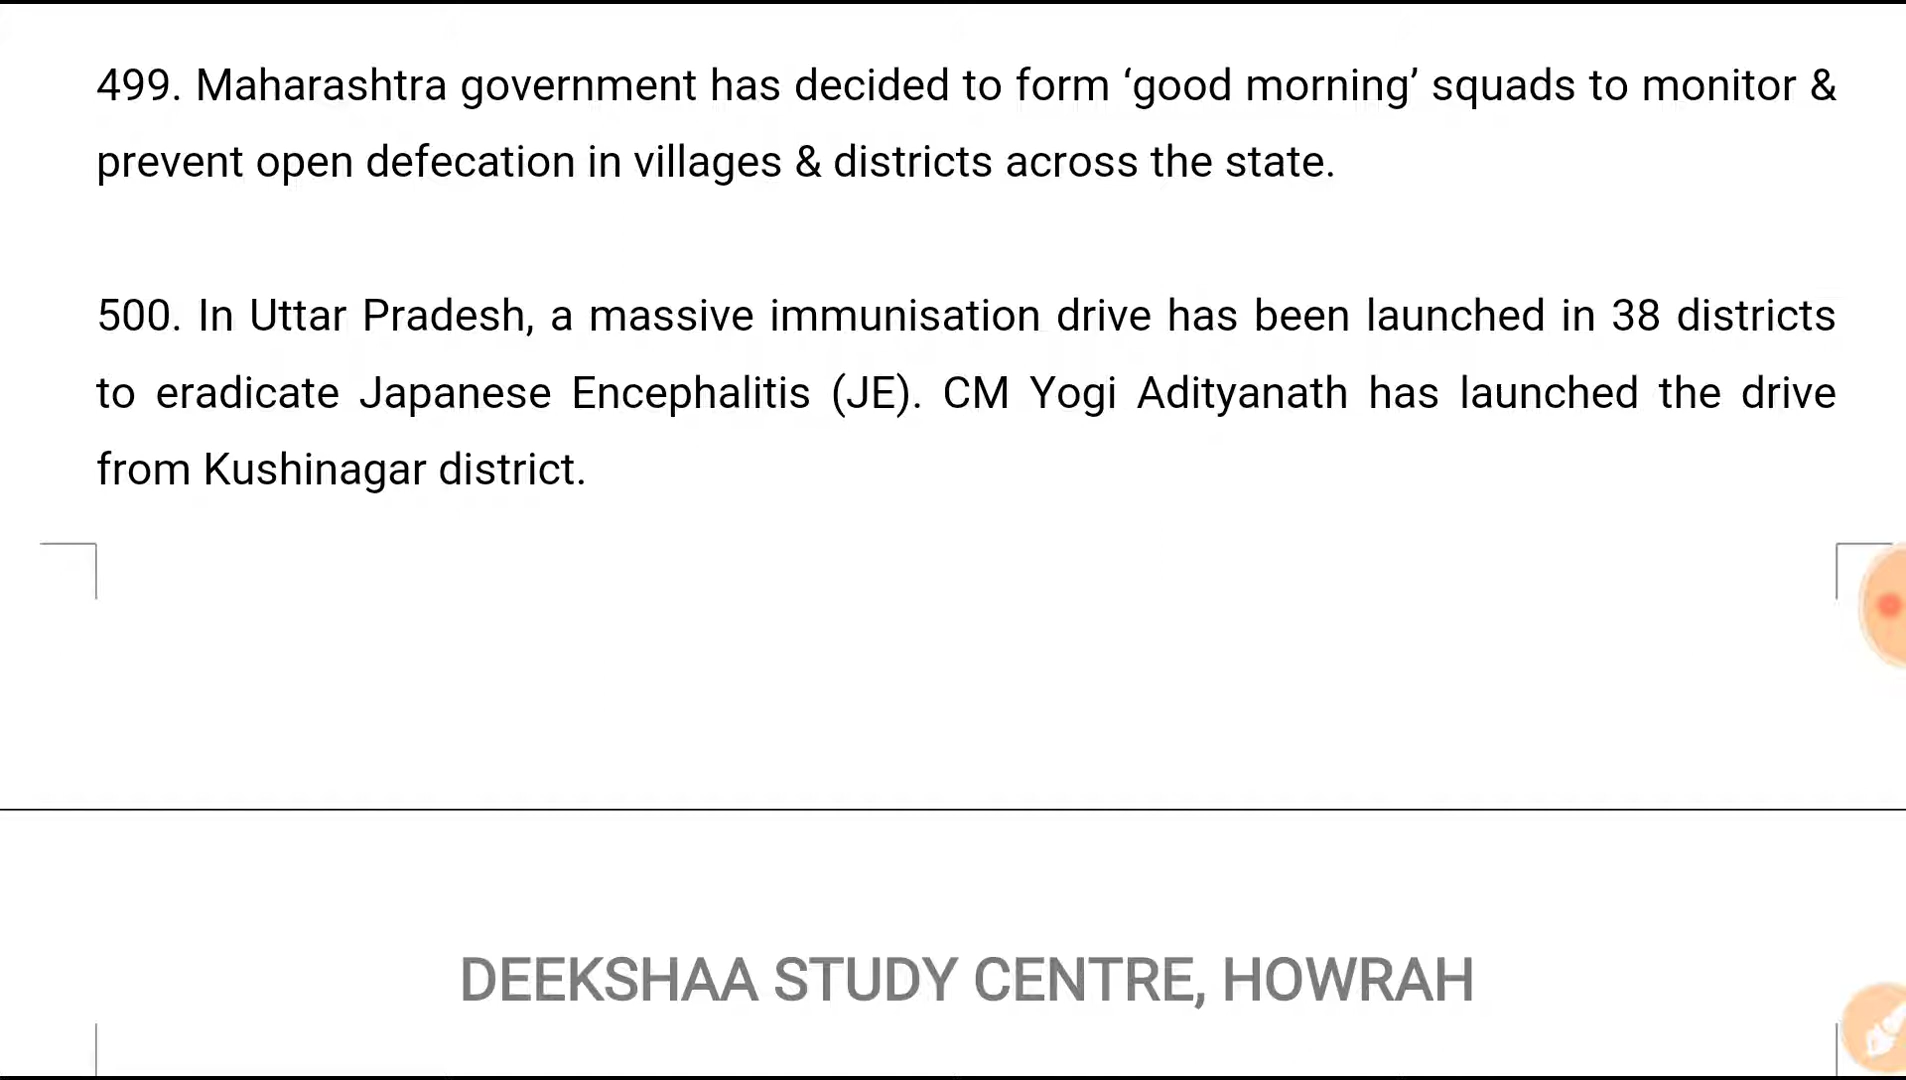 499. Maharashtra government has decided to form ‘good morning’ squads to monitor &
prevent open defecation in villages & districts across the state.
500. In Uttar Pradesh, a massive immunisation drive has been launched in 38 districts
to eradicate Japanese Encephalitis (JE). CM Yogi Adityanath has launched the drive
from Kushinagar district.
DEEKSHAA STUDY CENTRE, HOWRAH